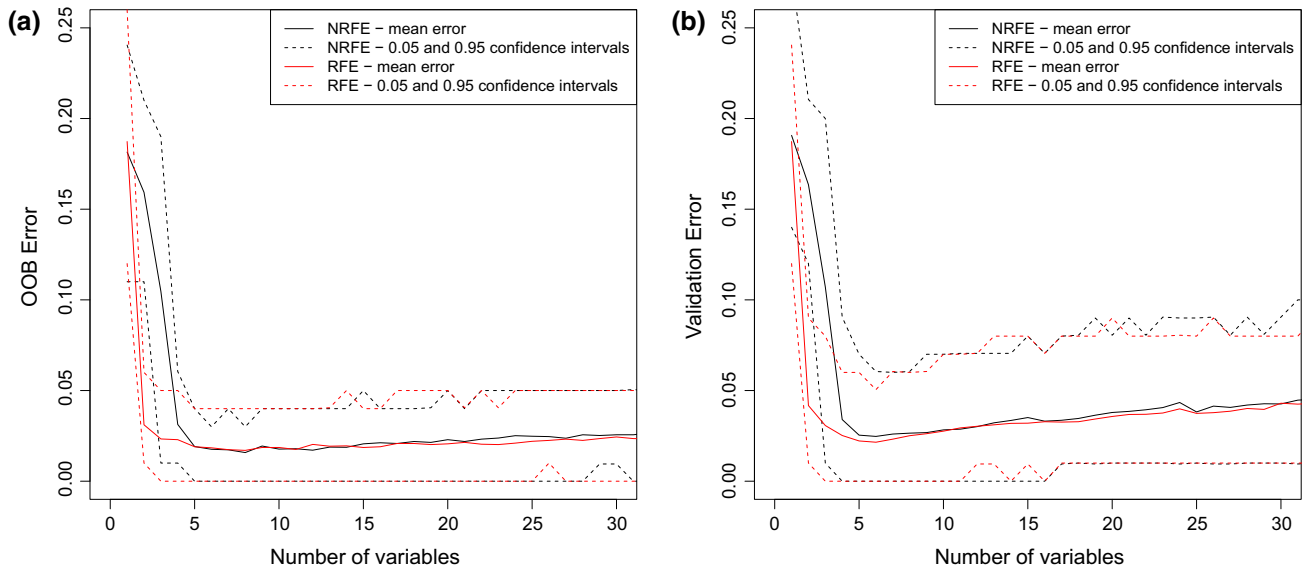 (a)
OOB Error
0.00
0.05
0.10
0.15
0.20
0.25
NRFE − mean error
NRFE − 0.05 and 0.95 confidence intervals
RFE − mean error
RFE − 0.05 and 0.95 confidence intervals
0 5 10 15 20 25 30
Number of variables
(b)
Validation Error
0.00
0.05
0.10
0.15
0.20
0.25
NRFE − mean error
NRFE − 0.05 and 0.95 confidence intervals
RFE − mean error
RFE − 0.05 and 0.95 confidence intervals
0 5 10 15 20 25 30
Number of variables